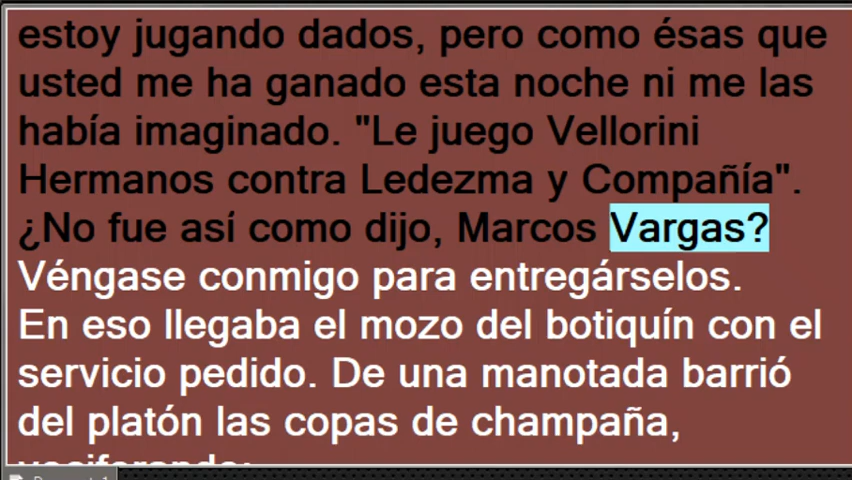 estoy jugando dados, pero como ésas que
usted me ha ganado esta noche ni me las
había imaginado. "Le juego Vellorini
Hermanos contra Ledezma y Compañía".
¿No fue así como dijo, Marcos Vargas?
Véngase conmigo para entregárselos.
En eso llegaba el mozo del botiquín con el
servicio pedido. De una manotada barrió
del platón las copas de champaña,